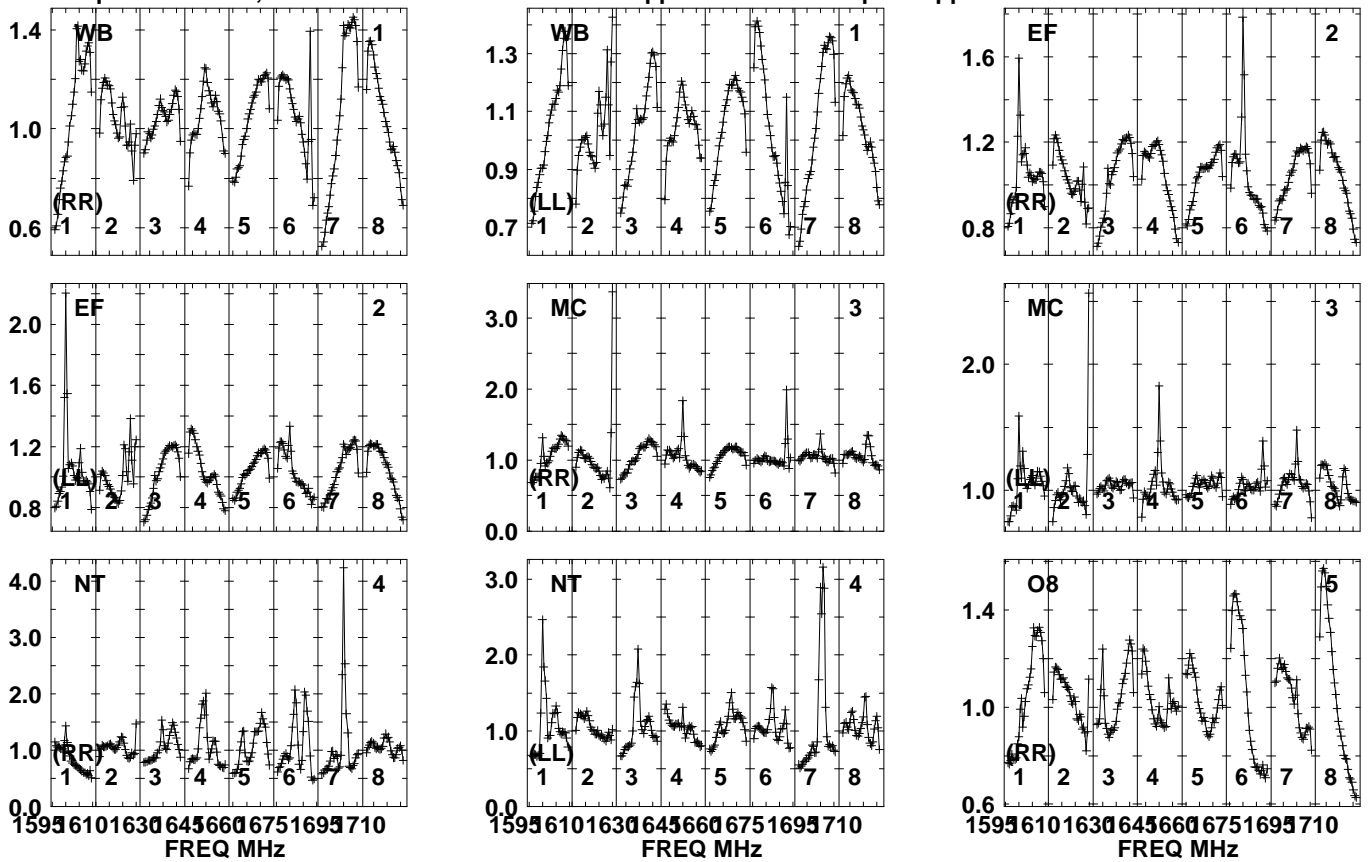 1.4 WB 1
1.0
(RR)
0.6 1 2 3 4 5 6 7 8
WB 1
1.3
1.1
0.9
(LL)
0.7 1 2 3 4 5 6 7 8
EF 2
1.6
1.2
(RR)
0.8 1 2 3 4 5 6 7 8
EF 2
2.0
1.6
1.2
(LL)
0.8 1 2 3 4 5 6 7 8
MC 3
3.0
2.0
1.0
(RR)
1 2 3 4 5 6 7 8
0.0
MC 3
2.0
(LL)
1.0
1 2 3 4 5 6 7 8
NT 4
4.0
3.0
2.0
1.0 (RR)
1 2 3 4 5 6 7 8
0.0
1595 1610 1630 1645 1660 1675 1695 1710
FREQ MHz
NT 4
3.0
2.0
1.0 (LL)
1 2 3 4 5 6 7 8
0.0
1595 1610 1630 1645 1660 1675 1695 1710
FREQ MHz
O8 5
1.4
1.0
(RR)
1 2 3 4 5 6 7 8
0.6
1595 1610 1630 1645 1660 1675 1695 1710
FREQ MHz